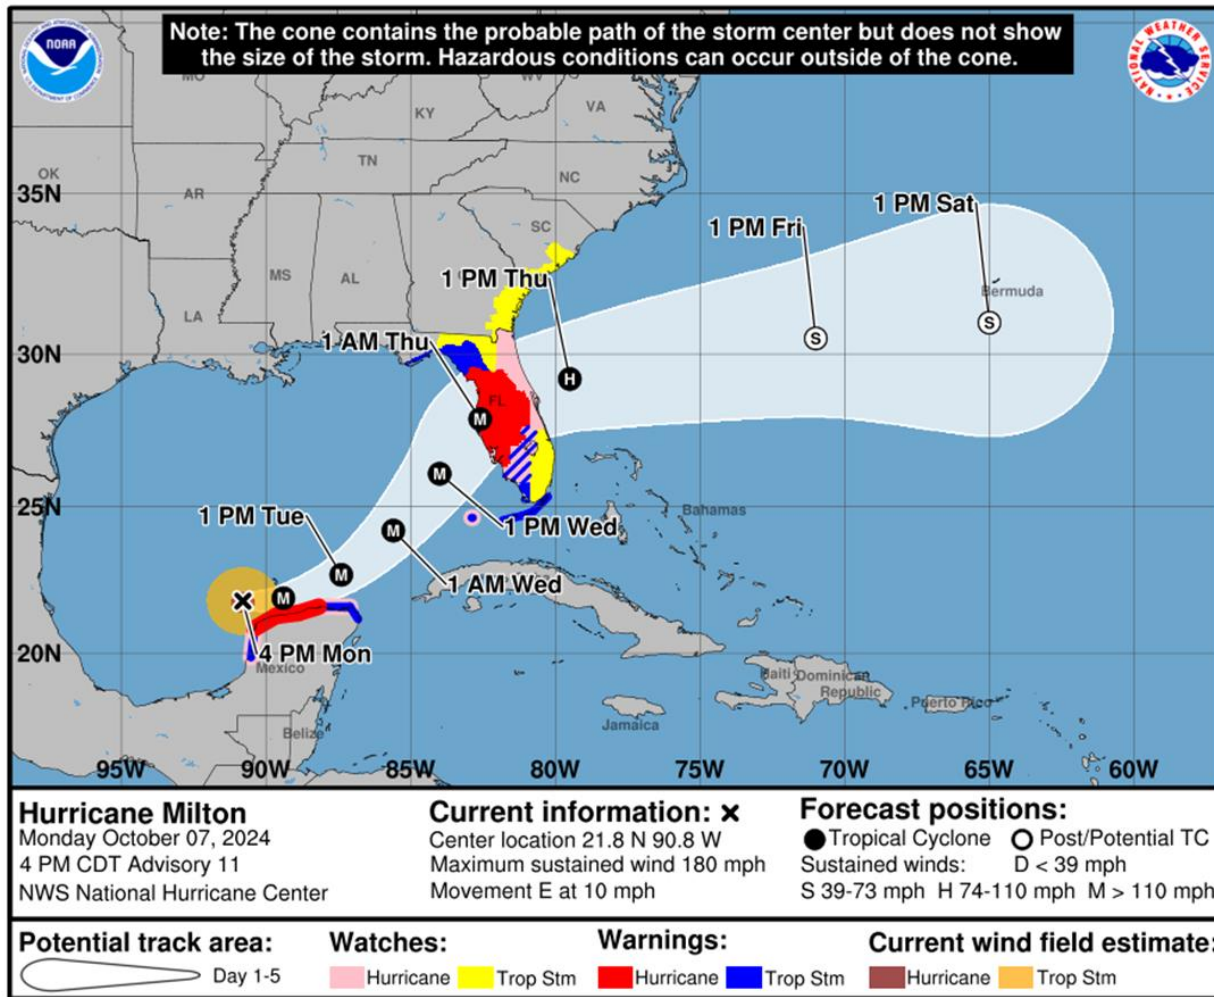 Note: The cone contains the probable path of the storm center but does not show
the size of the storm. Hazardous conditions can occur outside of the cone.
NOAA
NATIONAL WEATHER SERVICE
MO
WV
KY
VA
OK
TN
NC
AR
35N
1 PM Sat
SC
1 PM Fri
MS
AL
1 PM Thu
Bermuda
LA
S
S
1 AM Thu
30N
H
FL
M
M
25N
1 PM Tue
Bahamas
1 PM Wed
M
M
1 AM Wed
M
4 PM Mon
20N
Mexico
Haiti
Dominican
Republic
Puerto Rico
Jamaica
Belize
95W
90W
85W
80W
75W
70W
65W
60W
Hurricane Milton
Monday October 07, 2024
4 PM CDT Advisory 11
NWS National Hurricane Center
Current information: ×
Center location 21.8 N 90.8 W
Maximum sustained wind 180 mph
Movement E at 10 mph
Forecast positions:
Tropical Cyclone Post/Potential TC
Sustained winds: D < 39 mph
S 39-73 mph H 74-110 mph M > 110 mph
Potential track area:
Day 1-5
Watches:
Hurricane Trop Stm
Warnings:
Hurricane Trop Stm
Current wind field estimate:
Hurricane Trop Stm